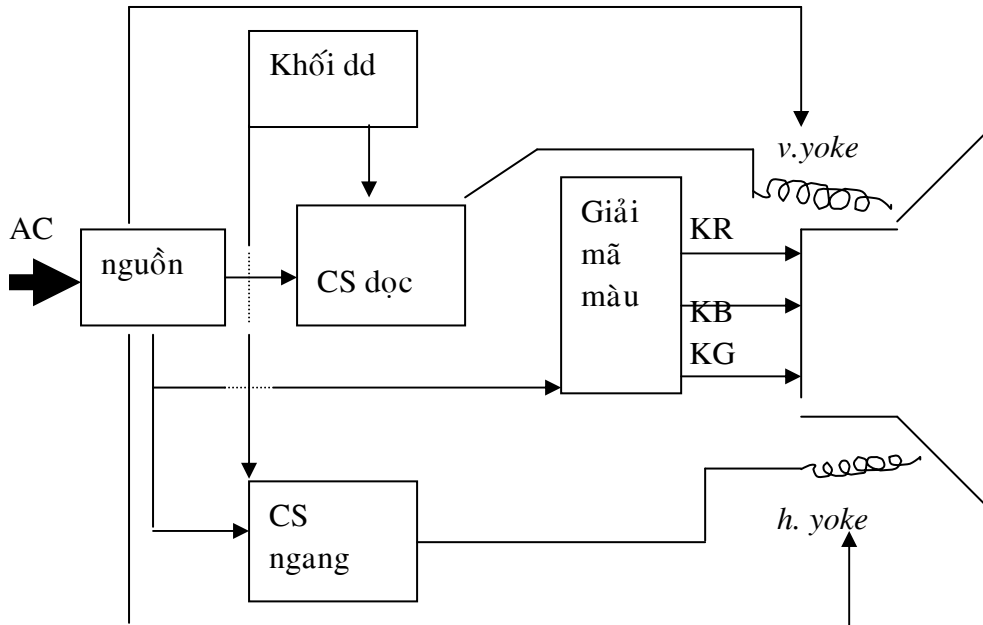 Khối dd
v.yoke
AC
nguồn
CS dọc
Giải
mã
màu
KR
KB
KG
CS
ngang
h. yoke